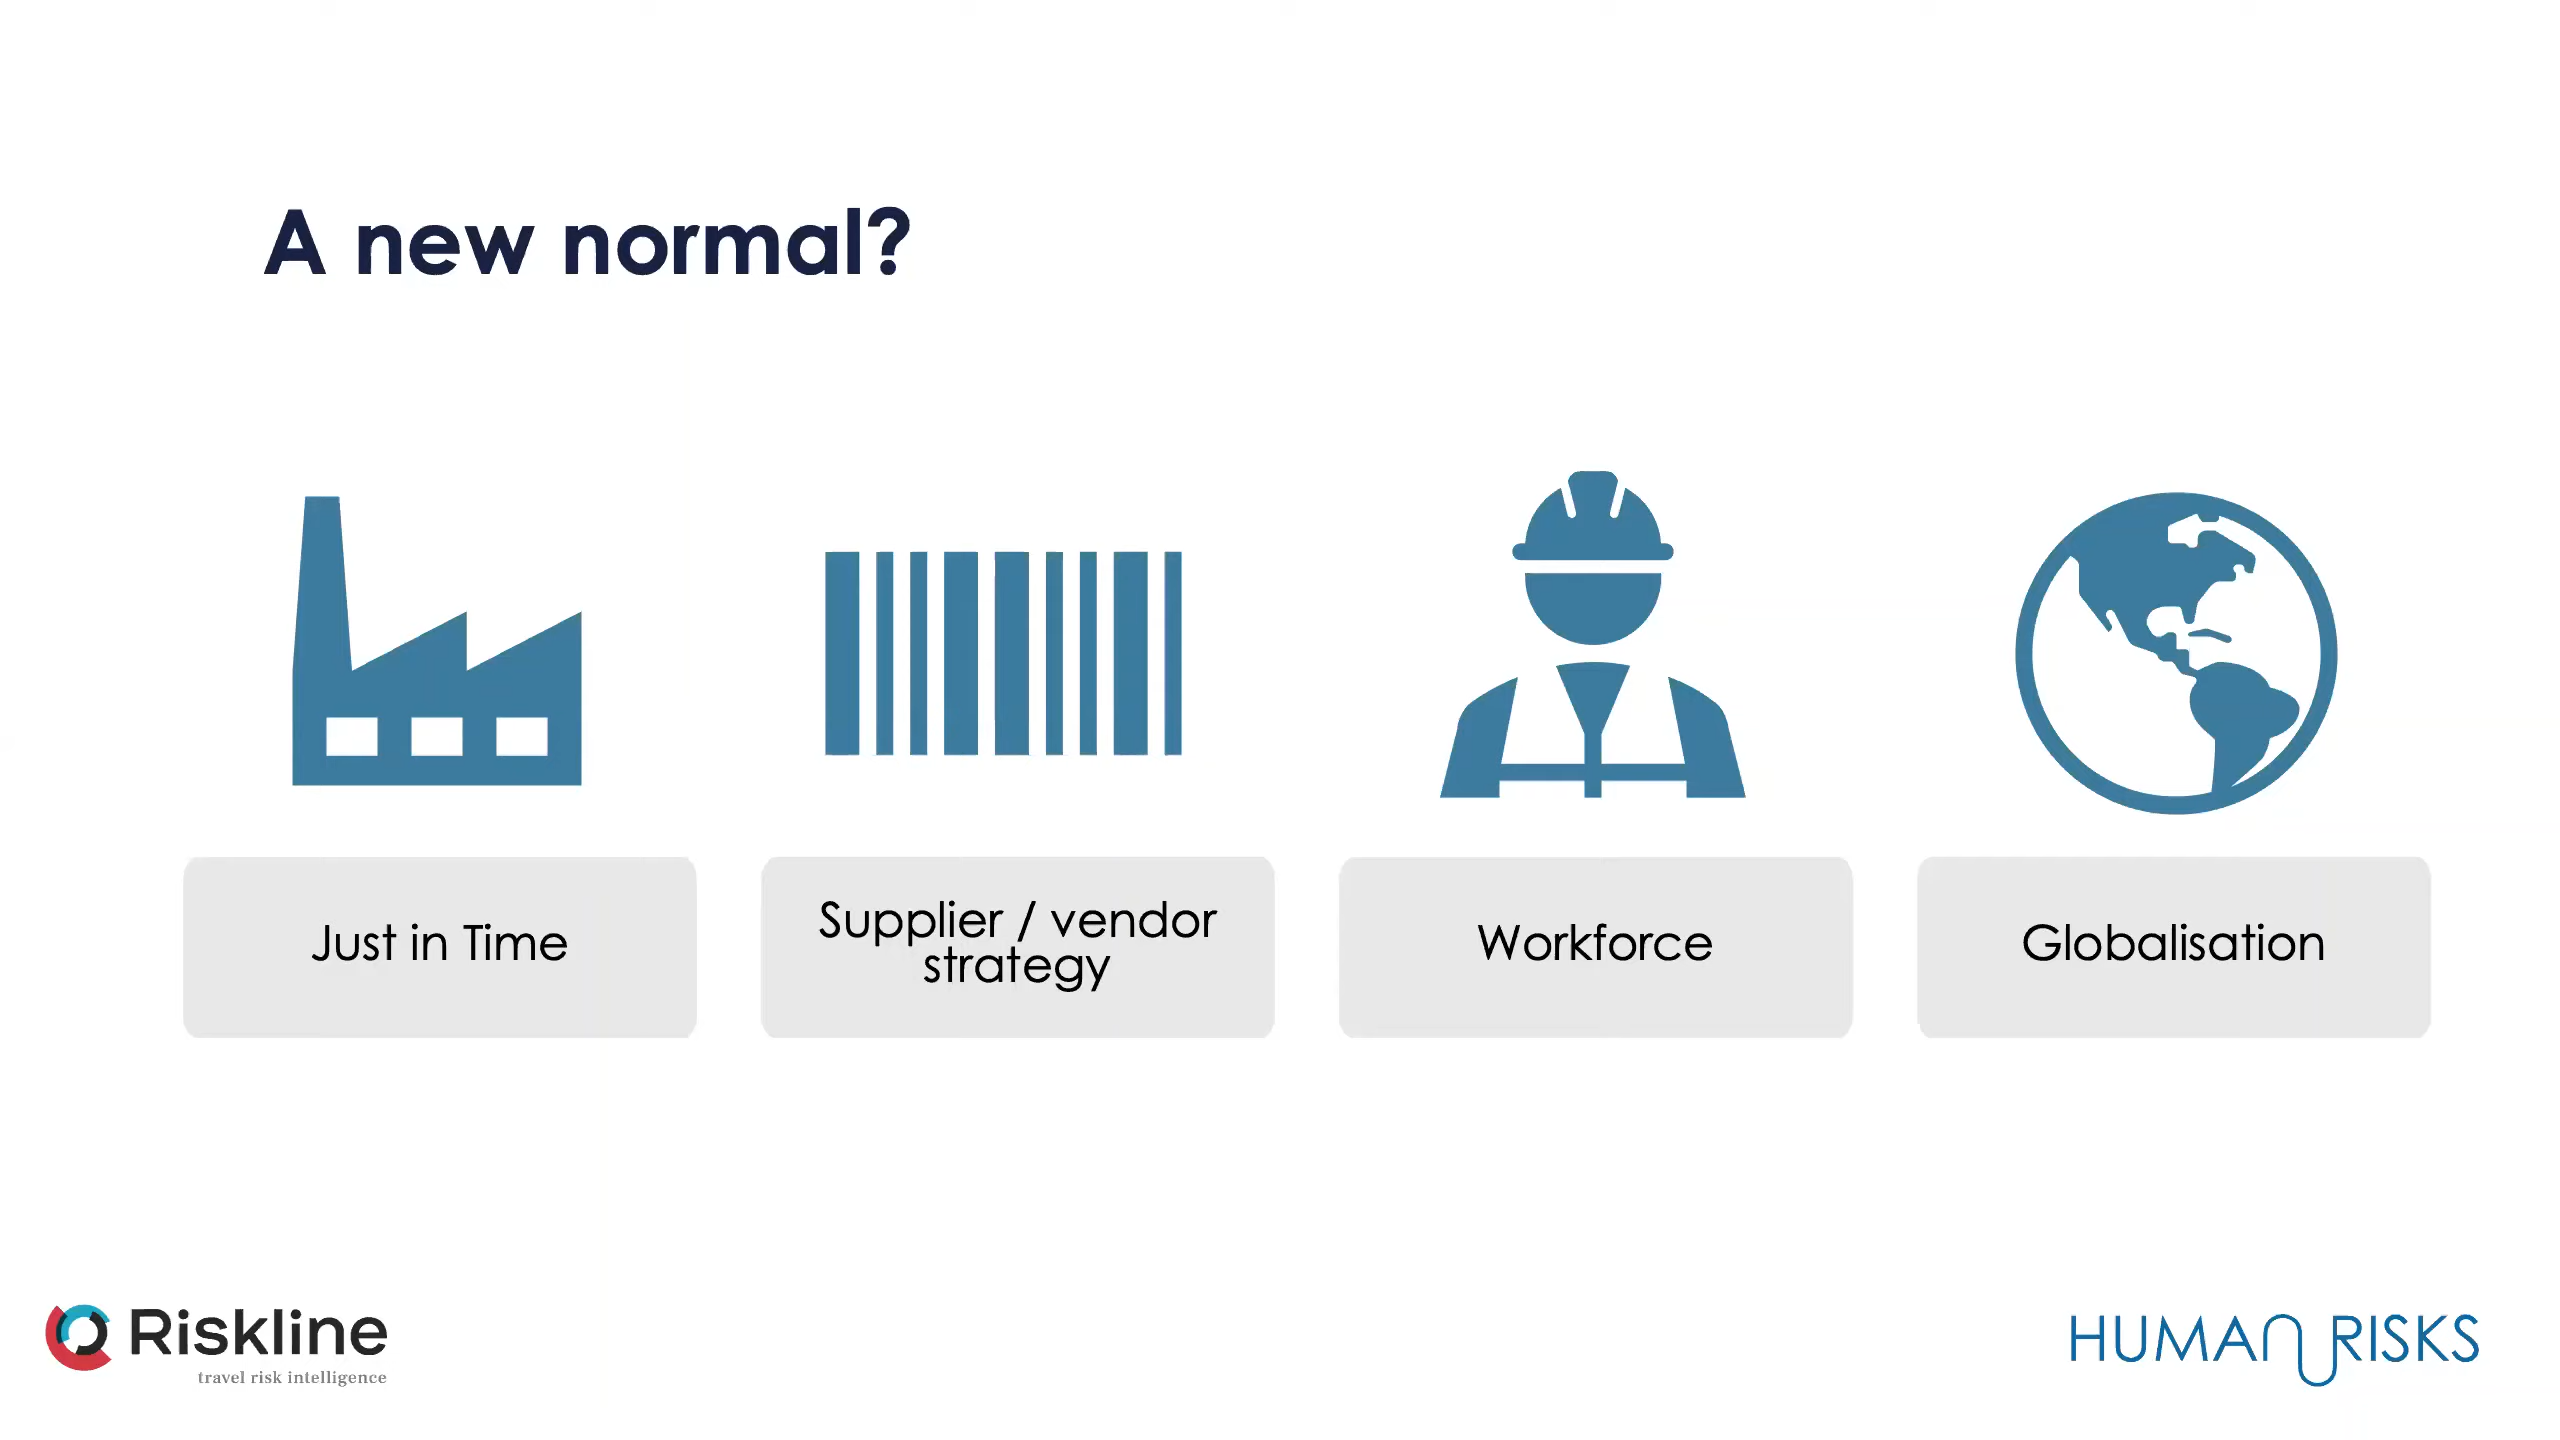 A new normal?
Just in Time
Supplier / vendor
strategy
Workforce
Globalisation
Riskline
travel risk intelligence
HUMAN RISKS